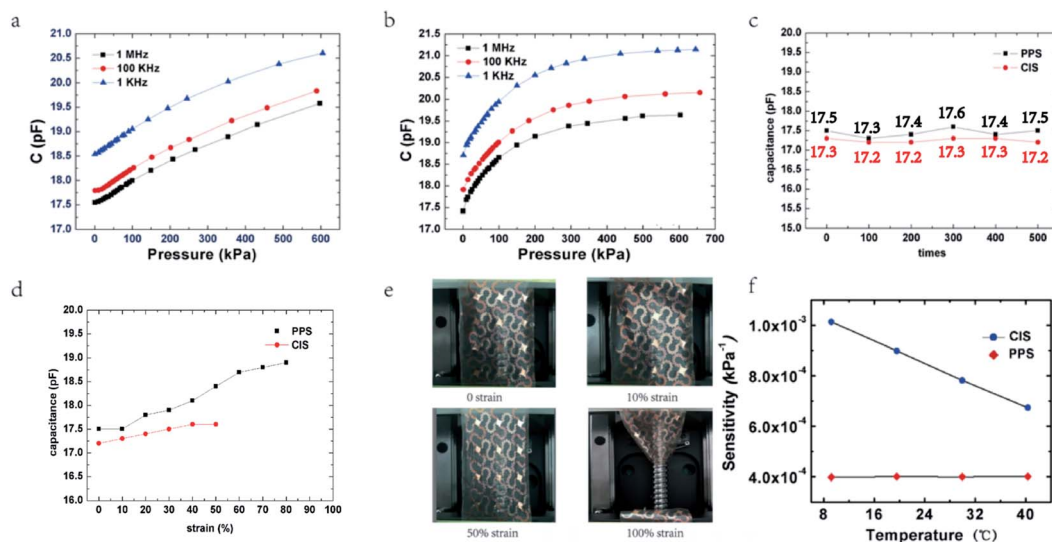 a
1 MHz
100 KHz
1 KHz
21.0
20.5
20.0
19.5
19.0
18.5
18.0
17.5
17.0
C (pF)
0 100 200 300 400 500 600
Pressure (kPa)
b
1 MHz
100 KHz
1 KHz
21.5
21.0
20.5
20.0
19.5
19.0
18.5
18.0
17.5
17.0
C (pF)
0 100 200 300 400 500 600 700
Pressure (kPa)
c
PPS
CIS
20.0
19.5
19.0
18.5
18.0
17.5
17.0
16.5
16.0
15.5
15.0
capacitance (pF)
17.5 17.3 17.4 17.6 17.4 17.5
17.3 17.2 17.2 17.3 17.3 17.2
0 100 200 300 400 500
times
d
PPS
CIS
20.0
19.5
19.0
18.5
18.0
17.5
17.0
16.5
16.0
capacitance (pF)
0 10 20 30 40 50 60 70 80 90
strain (%)
e
0 strain
10% strain
50% strain
100% strain
f
CIS
PPS
1.0×10⁻³
8.0×10⁻⁴
6.0×10⁻⁴
4.0×10⁻⁴
Sensitivity (kPa⁻¹)
8 16 24 32 40
Temperature (℃)